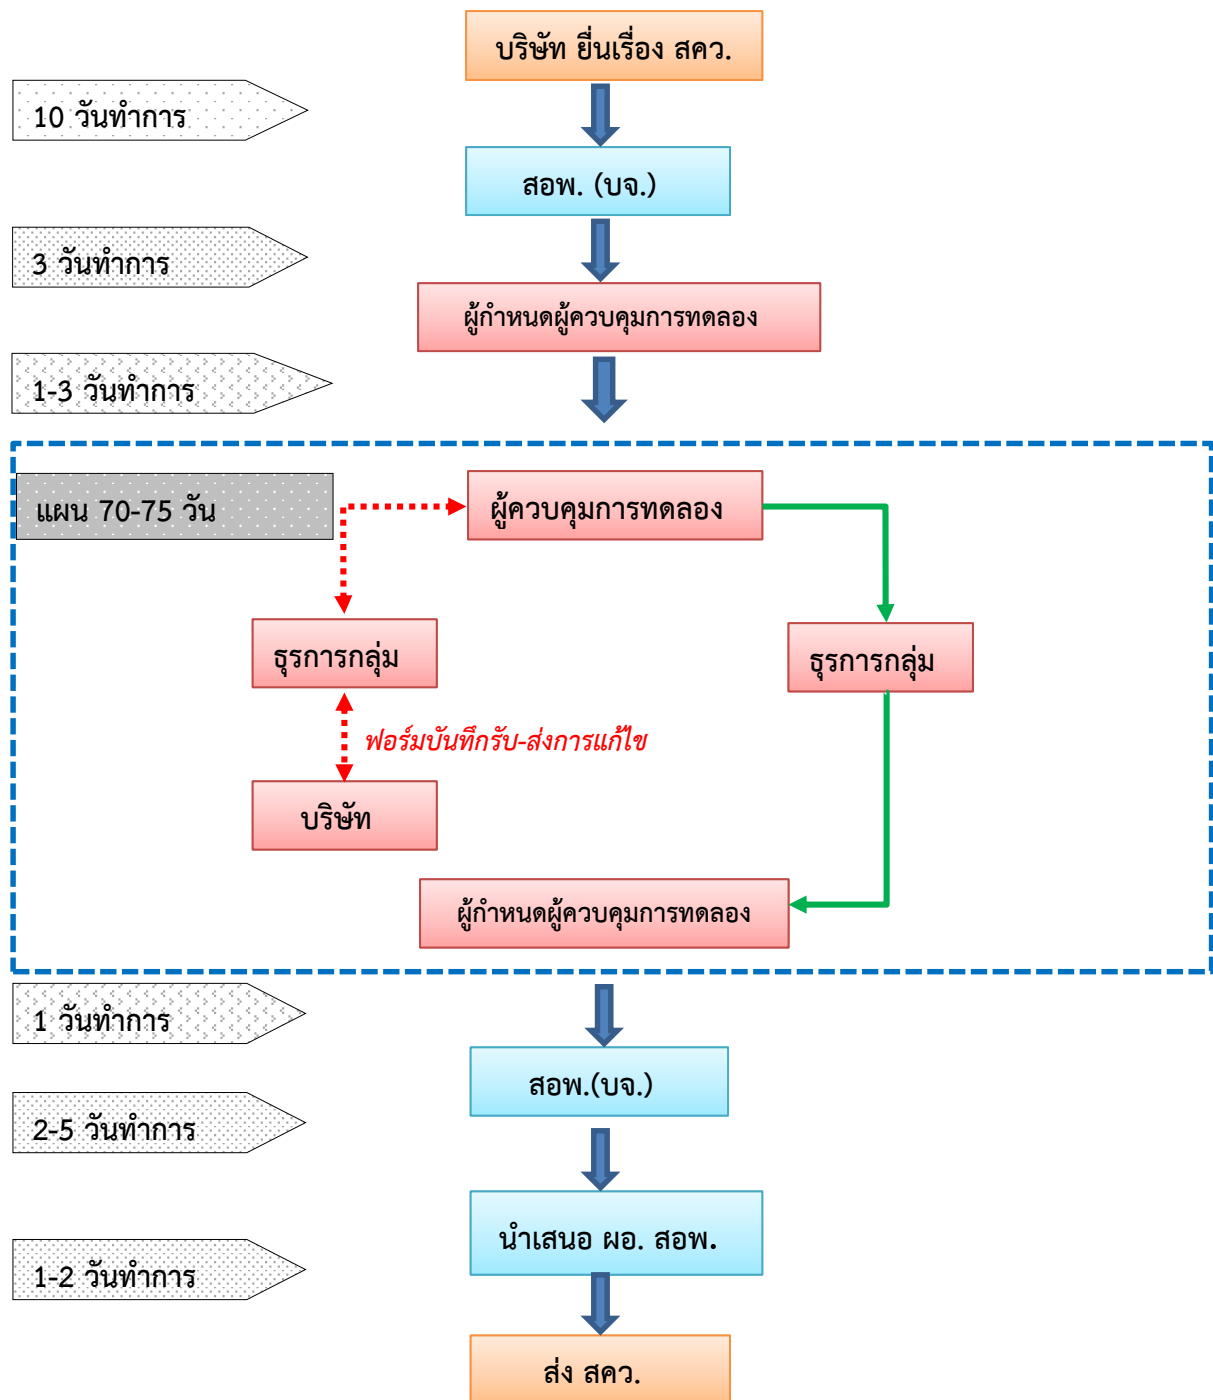 บริษัท ยื่นเรื่อง สคว.
10 วันทำการ
สอพ. (บจ.)
3 วันทำการ
ผู้กำหนดผู้ควบคุมการทดลอง
1-3 วันทำการ
แผน 70-75 วัน
ผู้ควบคุมการทดลอง
ธุรการกลุ่ม
ธุรการกลุ่ม
ฟอร์มบันทึกรับ-ส่งการแก้ไข
บริษัท
ผู้กำหนดผู้ควบคุมการทดลอง
1 วันทำการ
สอพ.(บจ.)
2-5 วันทำการ
นำเสนอ ผอ. สอพ.
1-2 วันทำการ
ส่ง สคว.